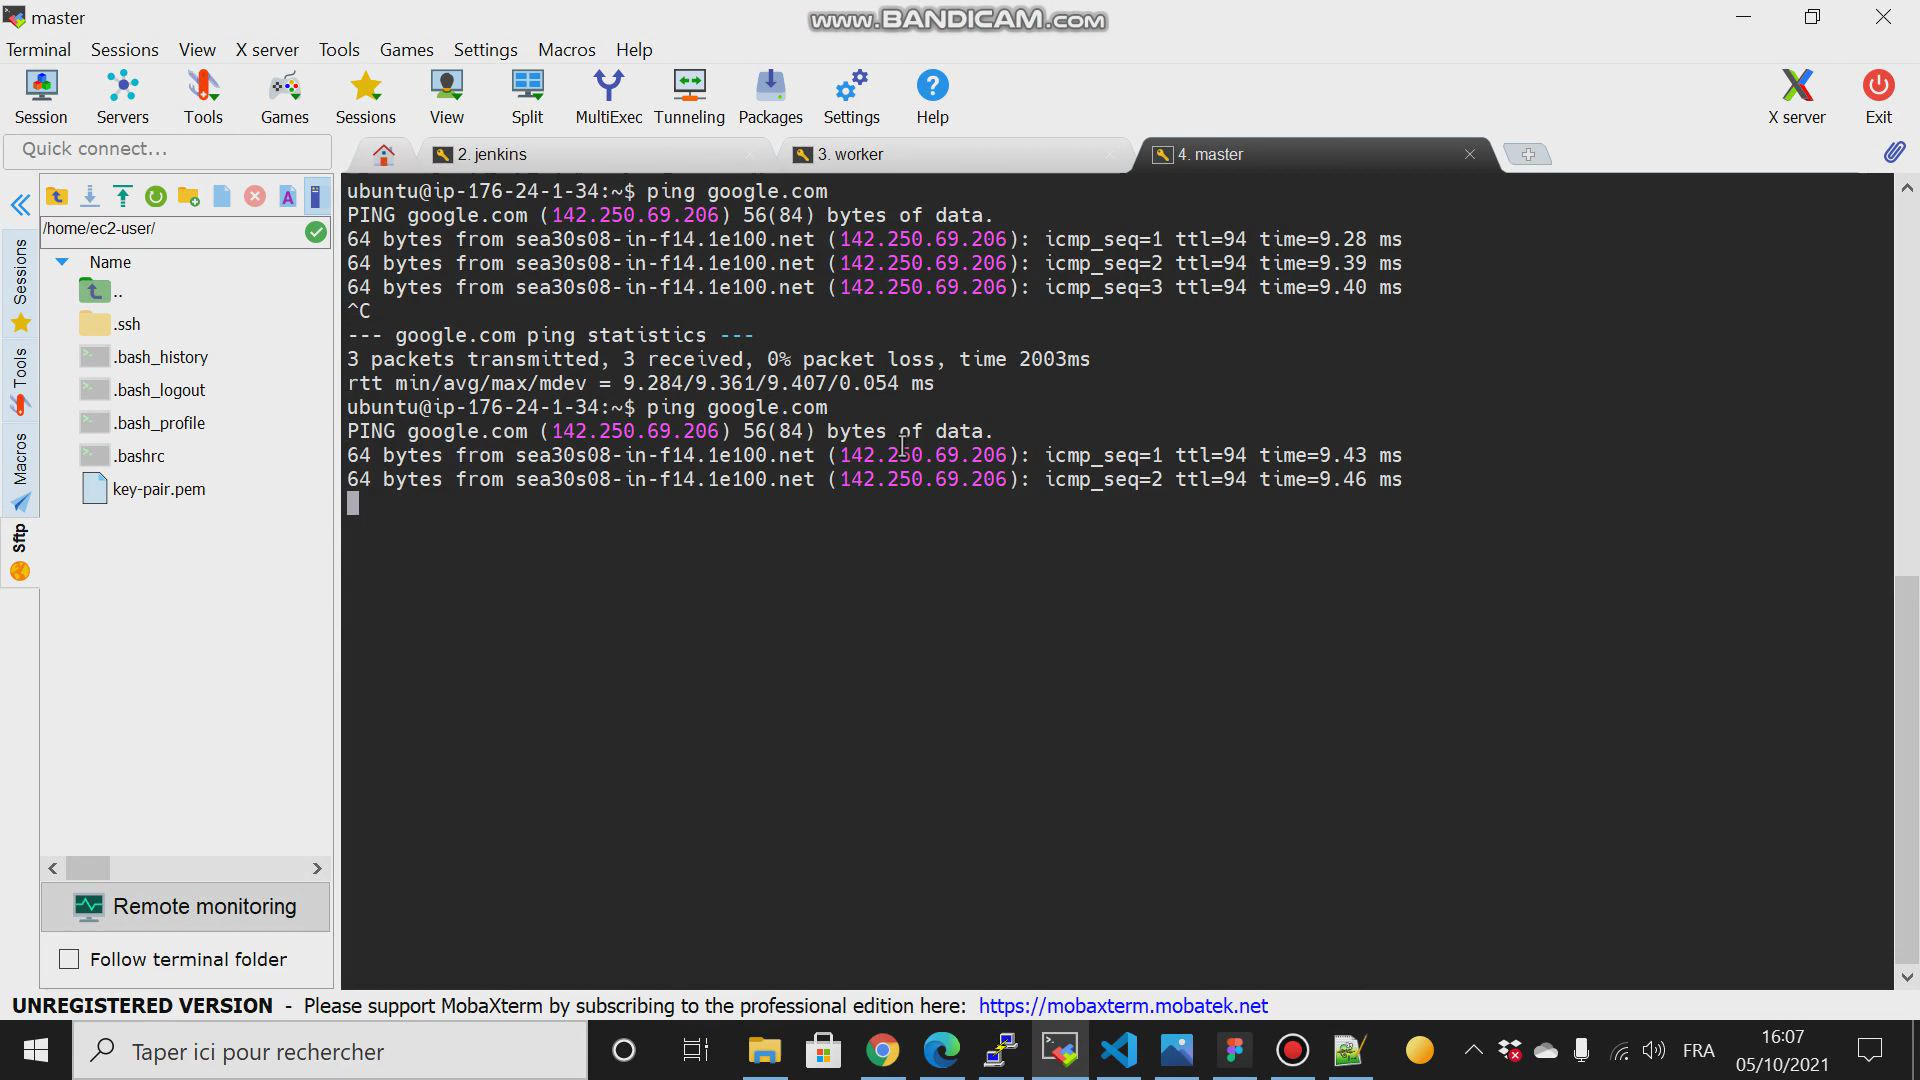 master
www.BANDICAM.com
Terminal Sessions View X server Tools Games Settings Macros Help
Session Servers Tools Games Sessions View Split MultiExec Tunneling Packages Settings Help X server Exit
Quick connect...
2. jenkins
3. worker
4. master
/home/ec2-user/
Name
..
.ssh
.bash_history
.bash_logout
.bash_profile
.bashrc
key-pair.pem
Sessions
Tools
Macros
Sftp
Remote monitoring
Follow terminal folder
ubuntu@ip-176-24-1-34:~$ ping google.com
PING google.com (142.250.69.206) 56(84) bytes of data.
64 bytes from sea30s08-in-f14.1e100.net (142.250.69.206): icmp_seq=1 ttl=94 time=9.28 ms
64 bytes from sea30s08-in-f14.1e100.net (142.250.69.206): icmp_seq=2 ttl=94 time=9.39 ms
64 bytes from sea30s08-in-f14.1e100.net (142.250.69.206): icmp_seq=3 ttl=94 time=9.40 ms
^C
--- google.com ping statistics ---
3 packets transmitted, 3 received, 0% packet loss, time 2003ms
rtt min/avg/max/mdev = 9.284/9.361/9.407/0.054 ms
ubuntu@ip-176-24-1-34:~$ ping google.com
PING google.com (142.250.69.206) 56(84) bytes of data.
64 bytes from sea30s08-in-f14.1e100.net (142.250.69.206): icmp_seq=1 ttl=94 time=9.43 ms
64 bytes from sea30s08-in-f14.1e100.net (142.250.69.206): icmp_seq=2 ttl=94 time=9.46 ms
UNREGISTERED VERSION - Please support MobaXterm by subscribing to the professional edition here: https://mobaxterm.mobatek.net
Taper ici pour rechercher
FRA
16:07
05/10/2021